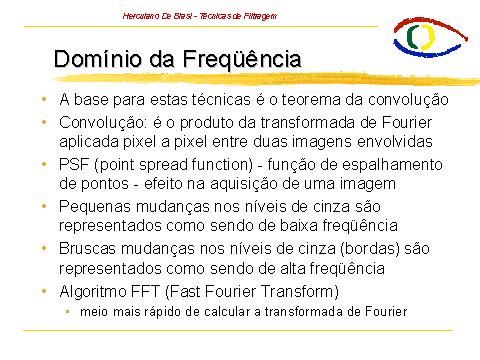 Herculano De Biasi - Técnicas de Filtragem
Domínio da Freqüência
• A base para estas técnicas é o teorema da convolução
• Convolução: é o produto da transformada de Fourier
aplicada pixel a pixel entre duas imagens envolvidas
• PSF (point spread function) - função de espalhamento
de pontos - efeito na aquisição de uma imagem
• Pequenas mudanças nos níveis de cinza são
representados como sendo de baixa freqüência
• Bruscas mudanças nos níveis de cinza (bordas) são
representados como sendo de alta freqüência
• Algoritmo FFT (Fast Fourier Transform)
• meio mais rápido de calcular a transformada de Fourier